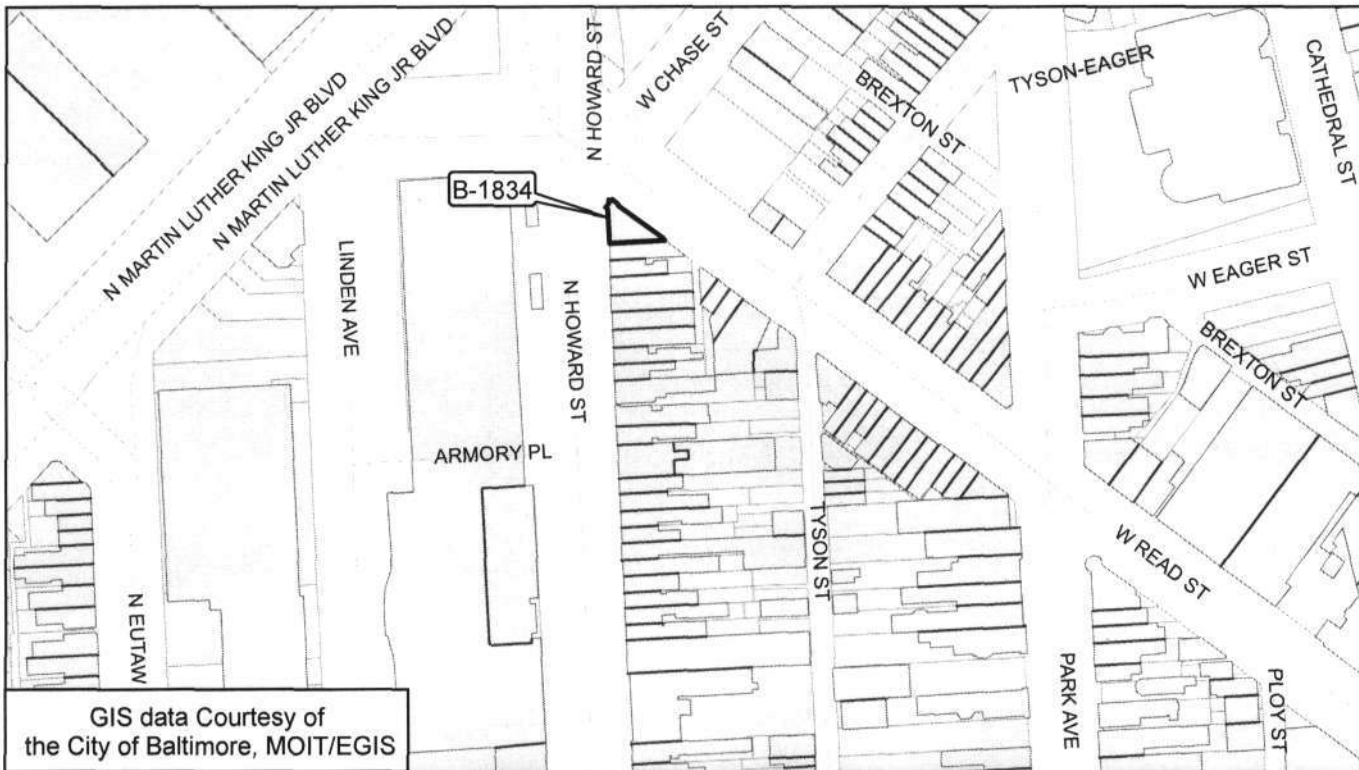 N HOWARD ST
W CHASE ST
TYSON-EAGER
CATHEDRAL ST
N MARTIN LUTHER KING JR BLVD
N MARTIN LUTHER KING JR BLVD
BREXTON ST
B-1834
LINDEN AVE
W EAGER ST
N HOWARD ST
BREXTON ST
ARMORY PL
TYSON ST
W READ ST
N EUTAW
PARK AVE
PLOY ST
GIS data Courtesy of
the City of Baltimore, MOIT/EGIS